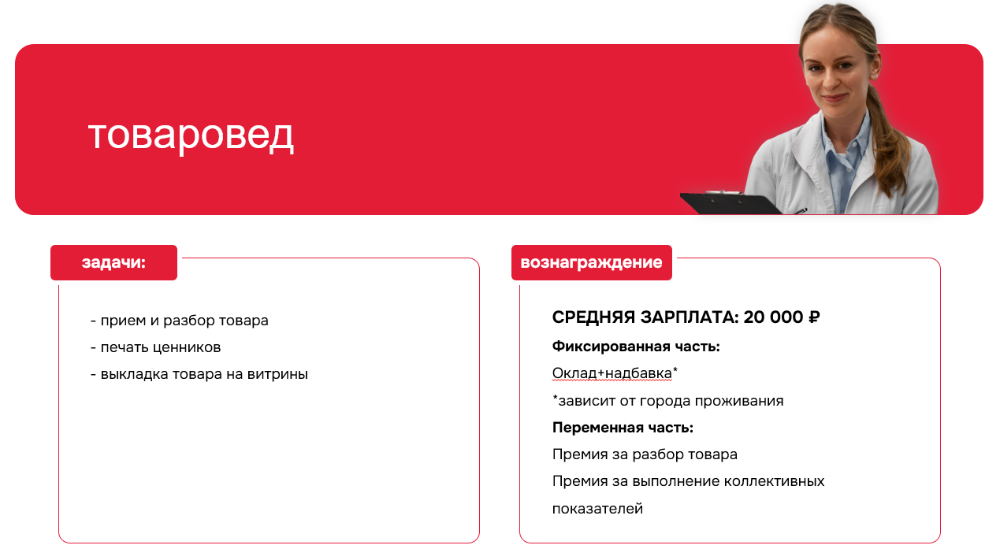 товаровед
задачи:
- прием и разбор товара
- печать ценников
- выкладка товара на витрины
вознаграждение
СРЕДНЯЯ ЗАРПЛАТА: 20 000 ₽
Фиксированная часть:
Оклад+надбавка*
*зависит от города проживания
Переменная часть:
Премия за разбор товара
Премия за выполнение коллективных
показателей